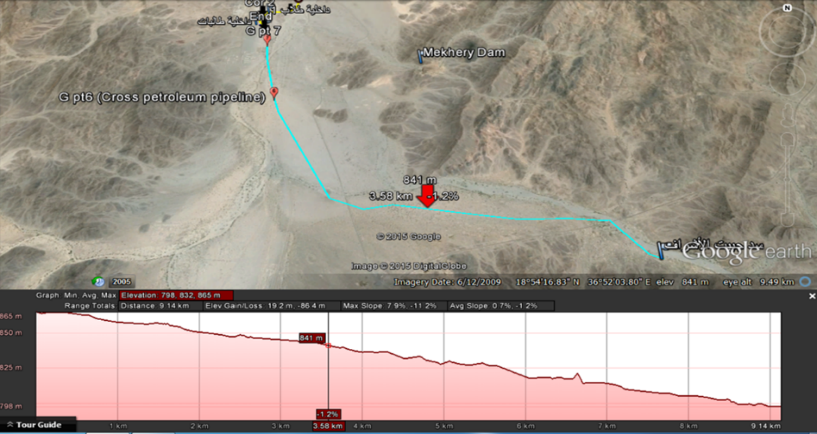 End
G pt 7
Mekhery Dam
G pt6 (Cross petroleum pipeline)
841 m
3.58 km -1.2%
© 2015 Google
Google earth
Image © 2015 DigitalGlobe
2005
Imagery Date: 6/12/2009 18°54'16.83" N 36°52'03.80" E elev 841 m eye alt 9.49 km
N
Graph: Min, Avg, Max Elevation: 798, 832, 865 m
Range Totals: Distance: 9.14 km Elev Gain/Loss: 19.2 m, -86.4 m Max Slope: 7.9%, -11.2% Avg Slope: 0.7%, -1.2%
865 m
850 m
825 m
798 m
841 m
-1.2%
1 km 2 km 3 km 3.58 km 4 km 5 km 6 km 7 km 8 km 9.14 km
Tour Guide